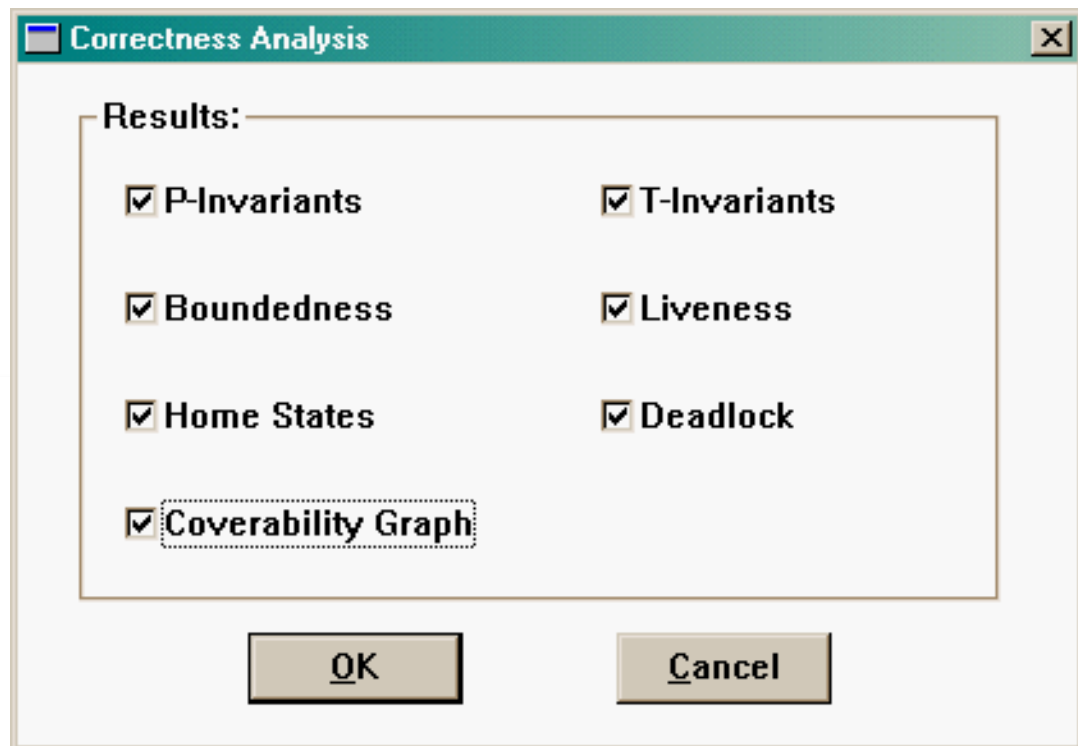 Correctness Analysis
Results:
P-Invariants
T-Invariants
Boundedness
Liveness
Home States
Deadlock
Coverability Graph
OK
Cancel